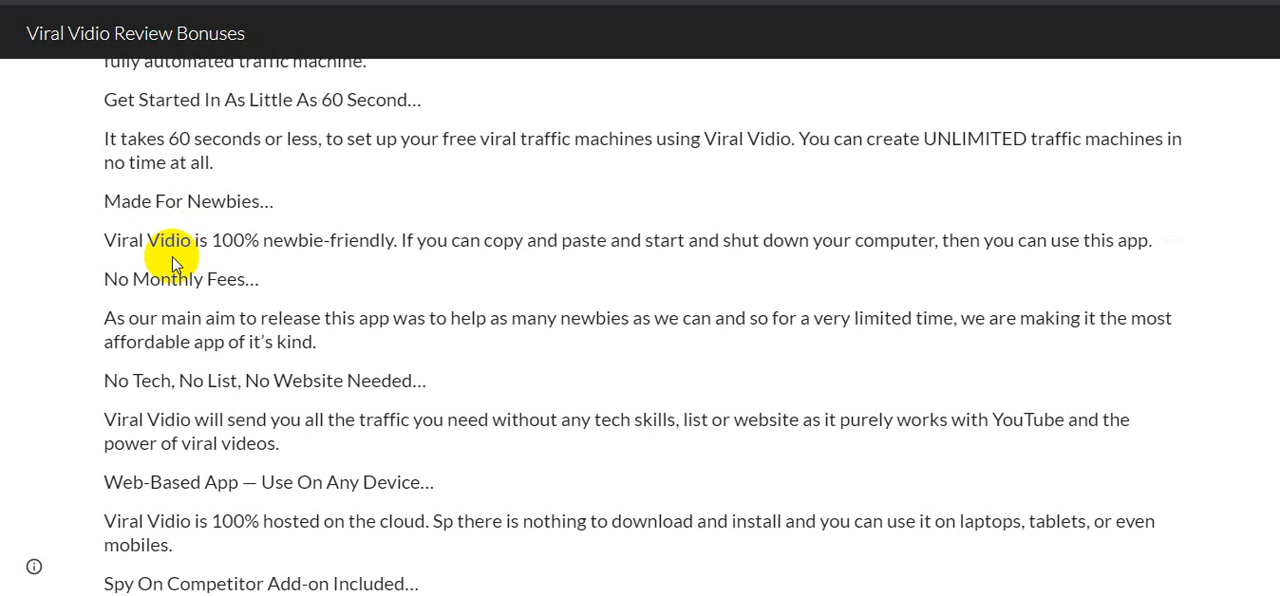 Viral Vidio Review Bonuses
fully automated traffic machine.
Get Started In As Little As 60 Second...
It takes 60 seconds or less, to set up your free viral traffic machines using Viral Vidio. You can create UNLIMITED traffic machines in
no time at all.
Made For Newbies...
Viral Vidio is 100% newbie-friendly. If you can copy and paste and start and shut down your computer, then you can use this app.
No Monthly Fees...
As our main aim to release this app was to help as many newbies as we can and so for a very limited time, we are making it the most
affordable app of it’s kind.
No Tech, No List, No Website Needed...
Viral Vidio will send you all the traffic you need without any tech skills, list or website as it purely works with YouTube and the
power of viral videos.
Web-Based App — Use On Any Device...
Viral Vidio is 100% hosted on the cloud. Sp there is nothing to download and install and you can use it on laptops, tablets, or even
mobiles.
Spy On Competitor Add-on Included...